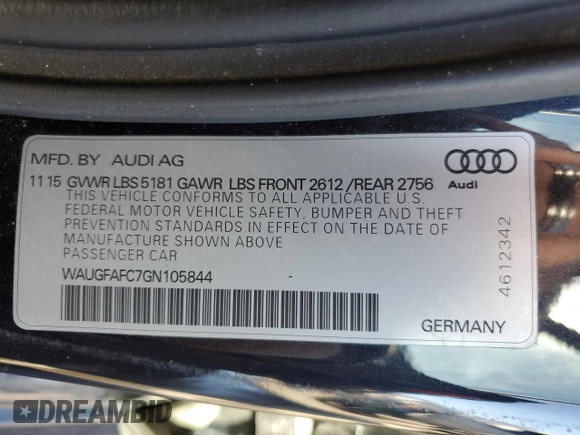 MFD. BY AUDI AG
11 15 GVWR LBS 5181 GAWR LBS FRONT 2612 /REAR 2756
THIS VEHICLE CONFORMS TO ALL APPLICABLE U.S.
FEDERAL MOTOR VEHICLE SAFETY, BUMPER AND THEFT
PREVENTION STANDARDS IN EFFECT ON THE DATE OF
MANUFACTURE SHOWN ABOVE
PASSENGER CAR
WAUGFAFC7GN105844 -
Audi
4612342
GERMANY
DREAMBID